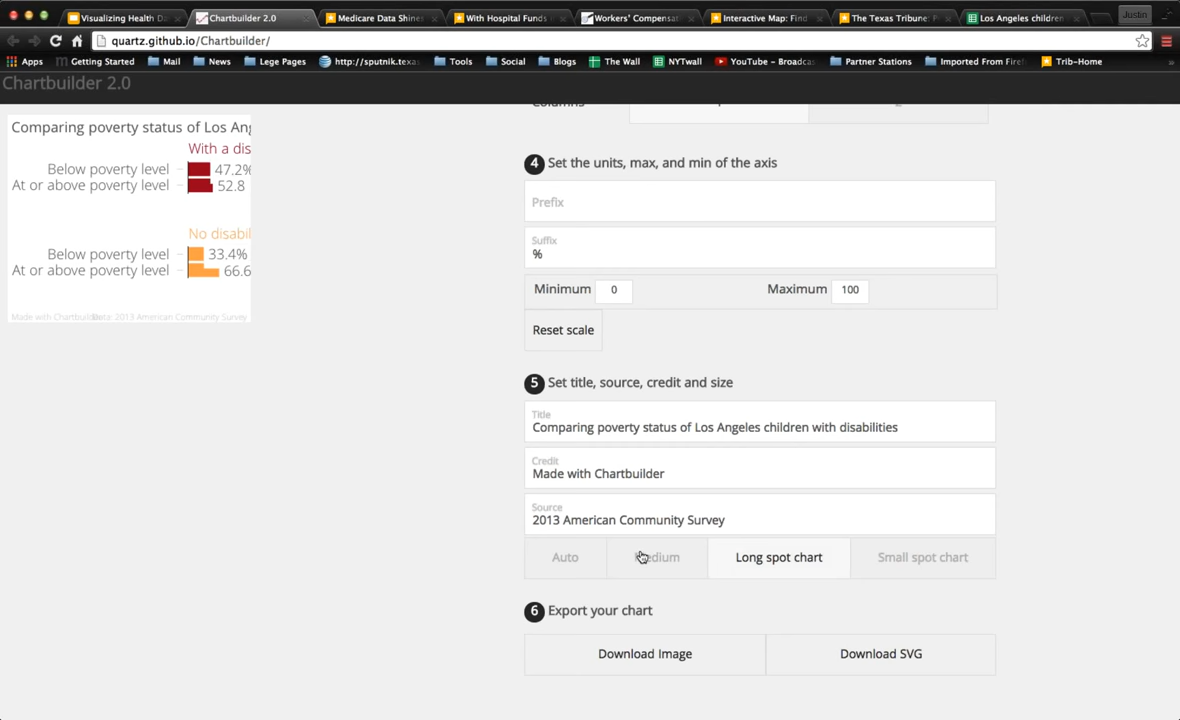 Visualizing Health Da
Chartbuilder 2.0
Medicare Data Shines
With Hospital Funds
Workers' Compensat
Interactive Map: Find
The Texas Tribune: P
Los Angeles children
Justin
quartz.github.io/Chartbuilder/
Apps
Getting Started
Mail
News
Lege Pages
http://sputnik.texas
Tools
Social
Blogs
The Wall
NYTwall
YouTube - Broadcas
Partner Stations
Imported From Firef
Trib-Home
»
Chartbuilder 2.0
Columns
2
Comparing poverty status of Los Ang
With a dis
Below poverty level 47.2%
At or above poverty level 52.8
No disabil
Below poverty level 33.4%
At or above poverty level 66.6
Made with Chartbuilder
Data: 2013 American Community Survey
4 Set the units, max, and min of the axis
Prefix
Suffix
%
Minimum 0 Maximum 100
Reset scale
5 Set title, source, credit and size
Title
Comparing poverty status of Los Angeles children with disabilities
Credit
Made with Chartbuilder
Source
2013 American Community Survey
Auto Medium Long spot chart Small spot chart
6 Export your chart
Download Image Download SVG